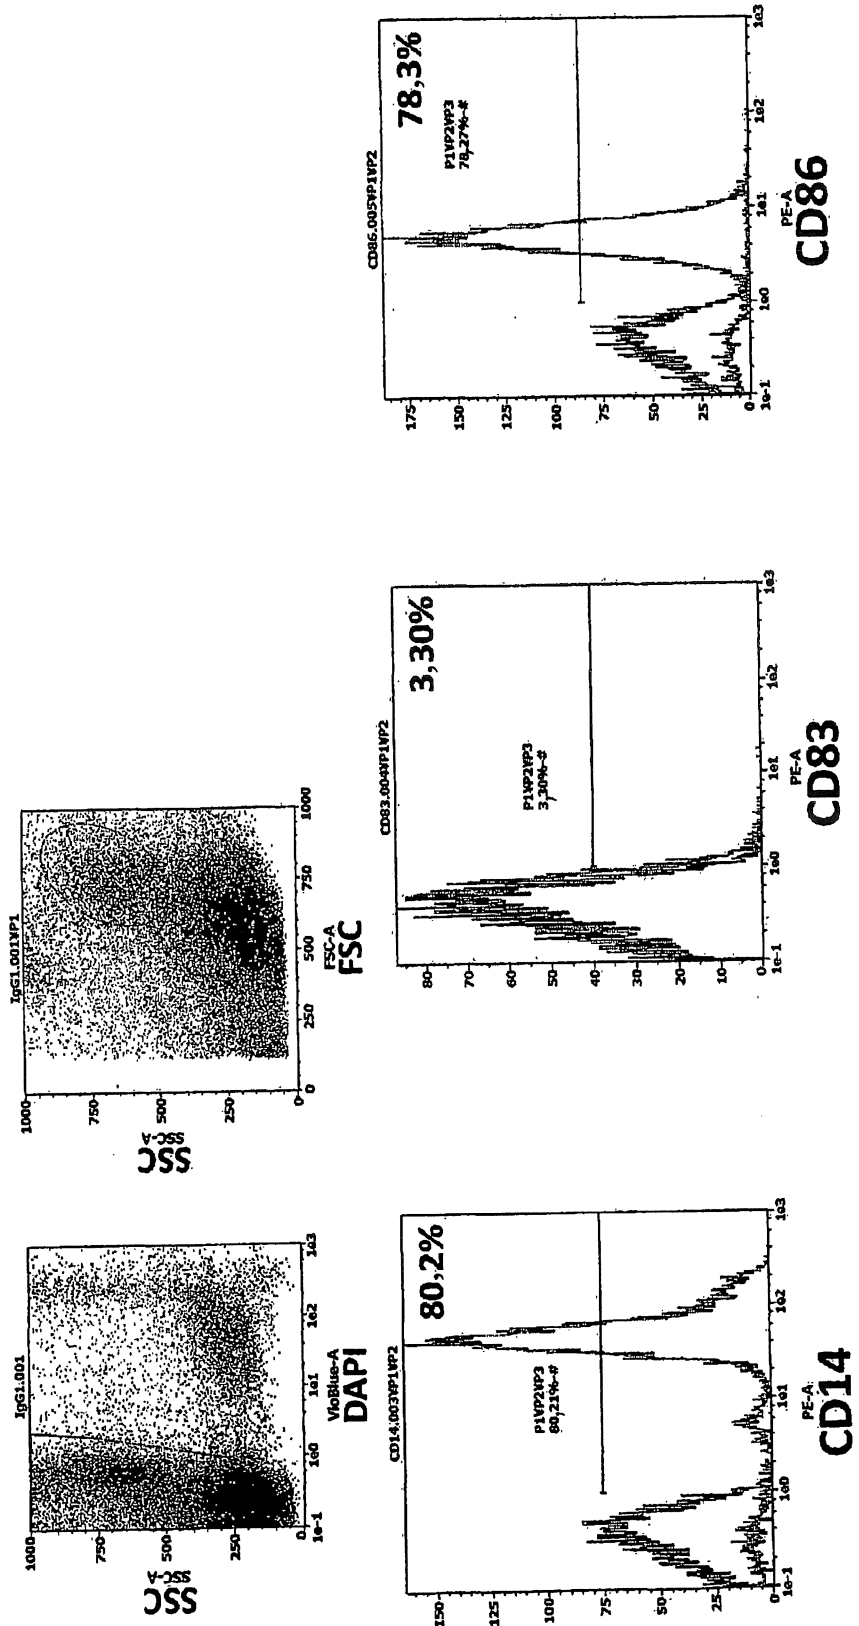 IgG1.001
1000
750
500
250
0
SSC-A
SSC
1e-1
1e0
1e1
1e2
1e3
VioBlue-A
DAPI
IgG1.001¥P1
1000
750
500
250
0
SSC-A
SSC
0
250
500
750
1000
FSC-A
FSC
CD14.003¥P1¥P2
80,2%
P1¥P2¥P3
80,21%-#
150
125
100
75
50
25
0
1e-1
1e0
1e1
1e2
1e3
PE-A
CD14
CD83.004¥P1¥P2
3,30%
P1¥P2¥P3
3,30%-#
80
70
60
50
40
30
20
10
0
1e-1
1e0
1e1
1e2
1e3
PE-A
CD83
CD86.005¥P1¥P2
78,3%
P1¥P2¥P3
78,27%-#
175
150
125
100
75
50
25
0
1e-1
1e0
1e1
1e2
1e3
PE-A
CD86